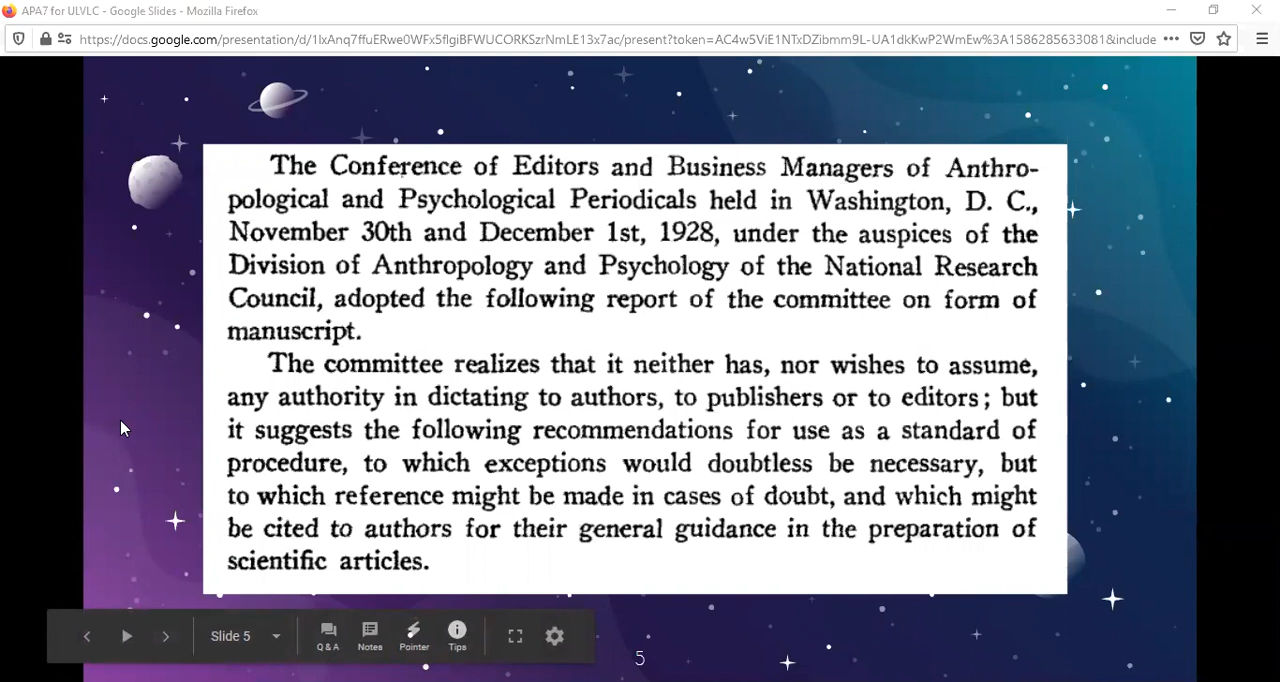 APA7 for ULVLC - Google Slides - Mozilla Firefox
https://docs.google.com/presentation/d/1IxAnq7ffuERwe0WFx5flgiBFWUCORKSzrNmLE13x7ac/present?token=AC4w5ViE1NTxDZibmm9L-UA1dkKwP2WmEw%3A1586285633081&include
The Conference of Editors and Business Managers of Anthro-
pological and Psychological Periodicals held in Washington, D. C.,
November 30th and December 1st, 1928, under the auspices of the
Division of Anthropology and Psychology of the National Research
Council, adopted the following report of the committee on form of
manuscript.
The committee realizes that it neither has, nor wishes to assume,
any authority in dictating to authors, to publishers or to editors; but
it suggests the following recommendations for use as a standard of
procedure, to which exceptions would doubtless be necessary, but
to which reference might be made in cases of doubt, and which might
be cited to authors for their general guidance in the preparation of
scientific articles.
Slide 5
Q & A Notes Pointer Tips
5